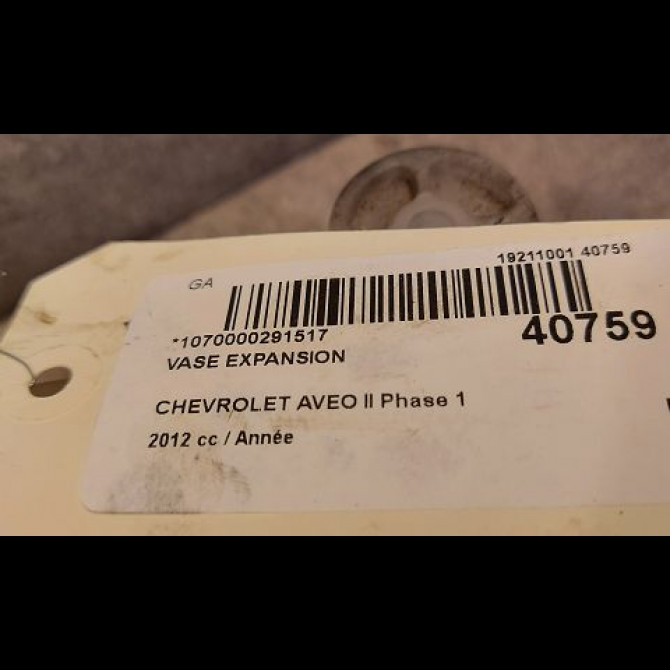 GA
19211001 40759
*1070000291517
40759
VASE EXPANSION
CHEVROLET AVEO II Phase 1
2012 cc / Année